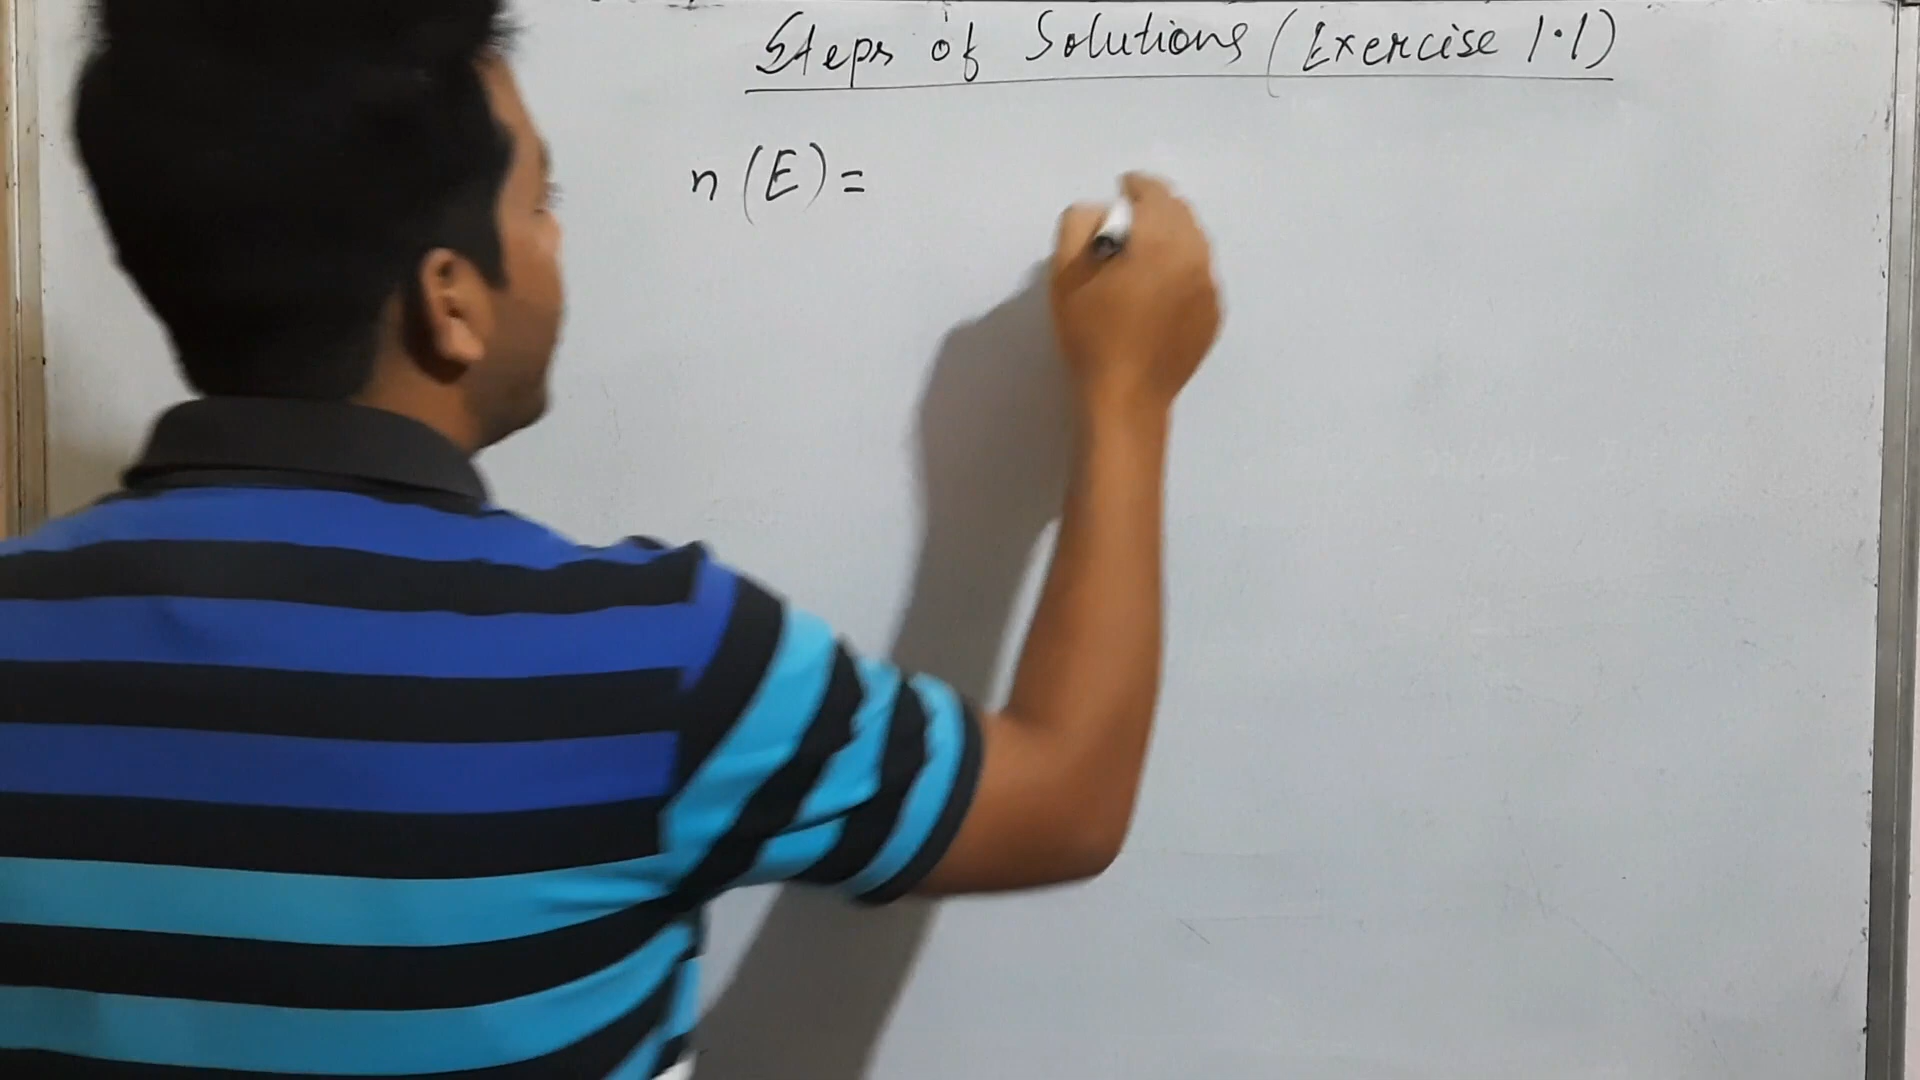 Steps of Solutions (Exercise 1.1)
n (E) =